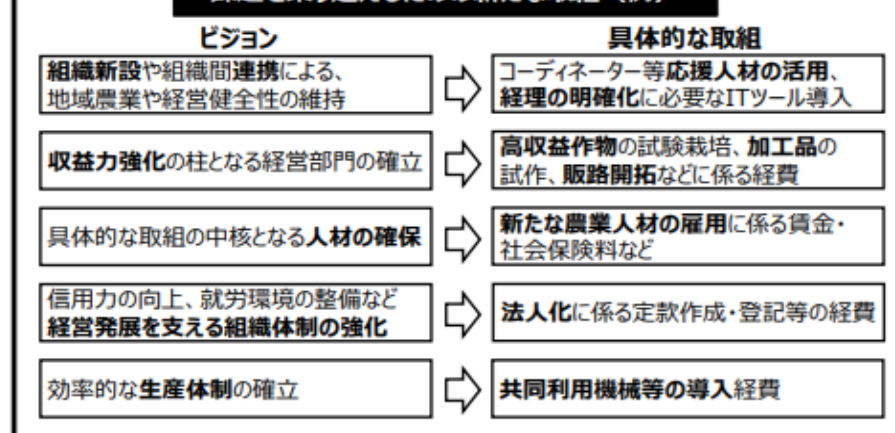 ビジョン
具体的な取組
組織新設や組織間連携による、
地域農業や経営健全性の維持
コーディネーター等応援人材の活用、
経理の明確化に必要なITツール導入
収益力強化の柱となる経営部門の確立
高収益作物の試験栽培、加工品の
試作、販路開拓などに係る経費
具体的な取組の中核となる人材の確保
新たな農業人材の雇用に係る賃金・
社会保険料など
信用力の向上、就労環境の整備など
経営発展を支える組織体制の強化
法人化に係る定款作成・登記等の経費
効率的な生産体制の確立
共同利用機械等の導入経費